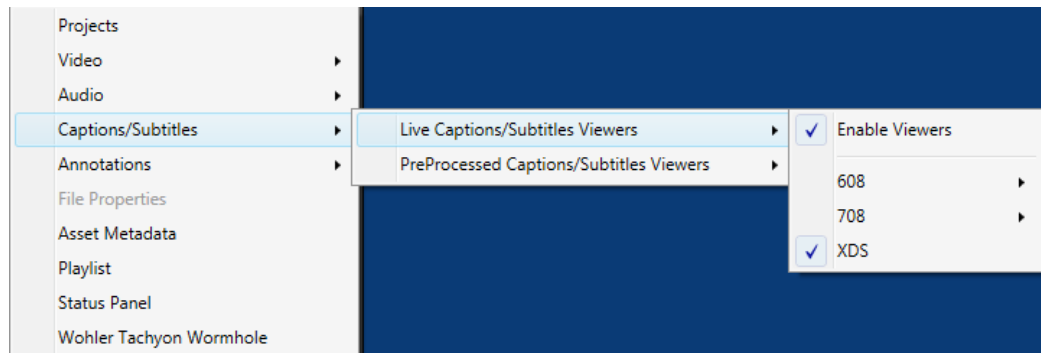 Projects
Video
Audio
Captions/Subtitles
Annotations
File Properties
Asset Metadata
Playlist
Status Panel
Wohler Tachyon Wormhole
Live Captions/Subtitles Viewers
PreProcessed Captions/Subtitles Viewers
Enable Viewers
608
708
XDS